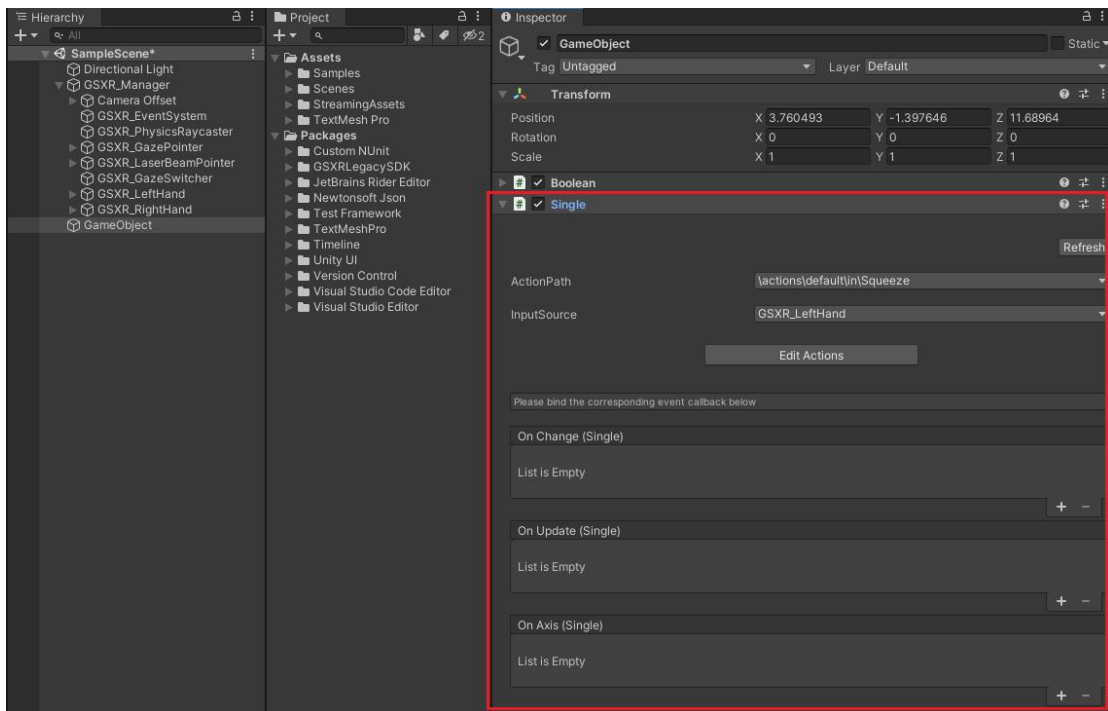 Hierarchy
All
SampleScene*
Directional Light
GSXR_Manager
Camera Offset
GSXR_EventSystem
GSXR_PhysicsRaycaster
GSXR_GazePointer
GSXR_LaserBeamPointer
GSXR_GazeSwitcher
GSXR_LeftHand
GSXR_RightHand
GameObject
Project
2
Assets
Samples
Scenes
StreamingAssets
TextMesh Pro
Packages
Custom NUnit
GSXRLegacySDK
JetBrains Rider Editor
Newtonsoft Json
Test Framework
TextMeshPro
Timeline
Unity UI
Version Control
Visual Studio Code Editor
Visual Studio Editor
Inspector
GameObject Static
Tag Untagged Layer Default
Transform
Position X 3.760493 Y -1.397646 Z 11.68964
Rotation X 0 Y 0 Z 0
Scale X 1 Y 1 Z 1
# Boolean
# Single
Refresh
ActionPath \actions\default\in\Squeeze
InputSource GSXR_LeftHand
Edit Actions
Please bind the corresponding event callback below
On Change (Single)
List is Empty
+ -
On Update (Single)
List is Empty
+ -
On Axis (Single)
List is Empty
+ -